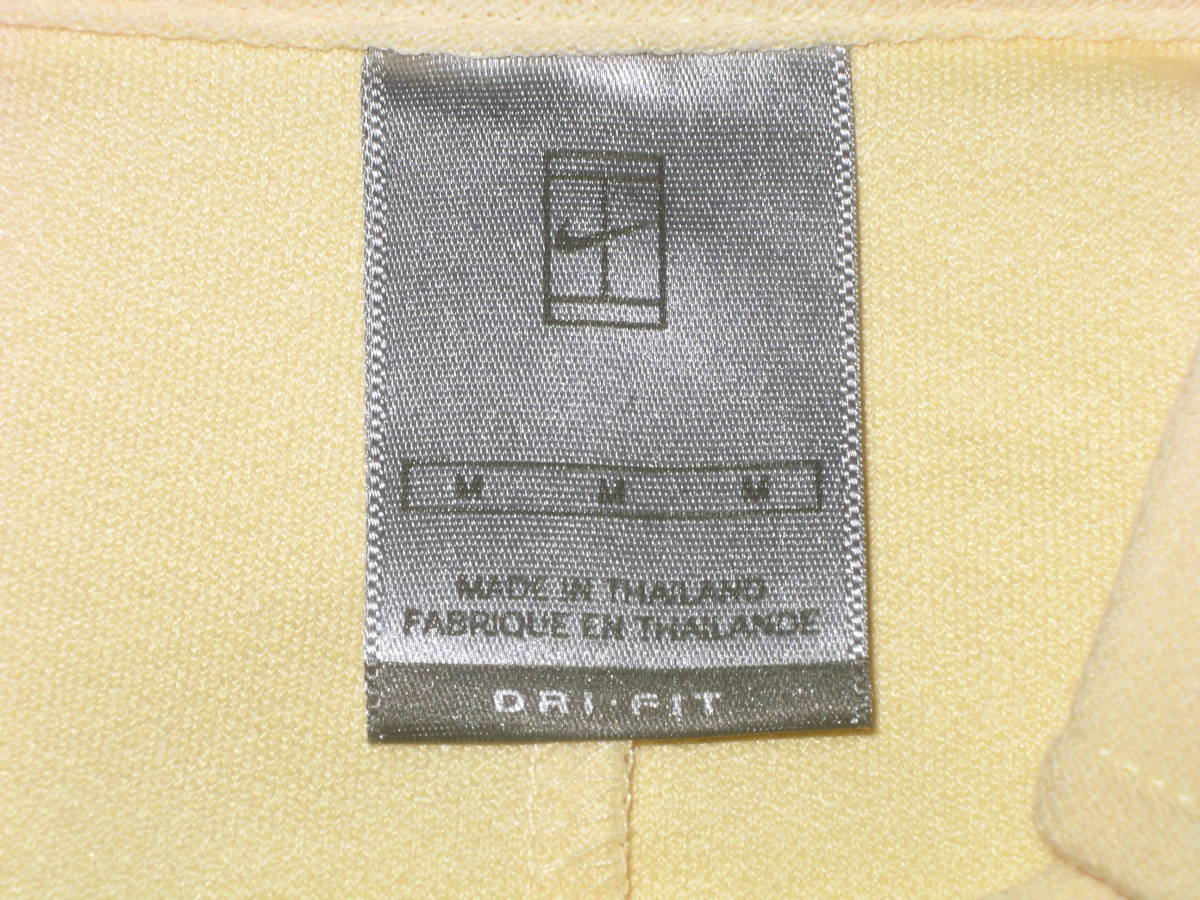 M M M
MADE IN THAILAND
FABRIQUE EN THAILANDE
DRI·FIT